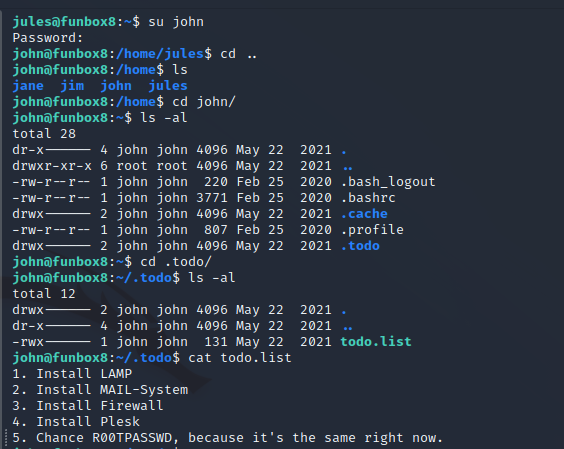 jules@funbox8:~$ su john
Password:
john@funbox8:/home/jules$ cd ..
john@funbox8:/home$ ls
jane  jim  john  jules
john@funbox8:/home$ cd john/
john@funbox8:~$ ls -al
total 28
dr-x------ 4 john john 4096 May 22  2021 .
drwxr-xr-x 6 root root 4096 May 22  2021 ..
-rw-r--r-- 1 john john  220 Feb 25  2020 .bash_logout
-rw-r--r-- 1 john john 3771 Feb 25  2020 .bashrc
drwx------ 2 john john 4096 May 22  2021 .cache
-rw-r--r-- 1 john john  807 Feb 25  2020 .profile
drwx------ 2 john john 4096 May 22  2021 .todo
john@funbox8:~$ cd .todo/
john@funbox8:~/.todo$ ls -al
total 12
drwx------ 2 john john 4096 May 22  2021 .
dr-x------ 4 john john 4096 May 22  2021 ..
-rwx------ 1 john john  131 May 22  2021 todo.list
john@funbox8:~/.todo$ cat todo.list
1. Install LAMP
2. Install MAIL-System
3. Install Firewall
4. Install Plesk
5. Chance R00TPASSWD, because it's the same right now.